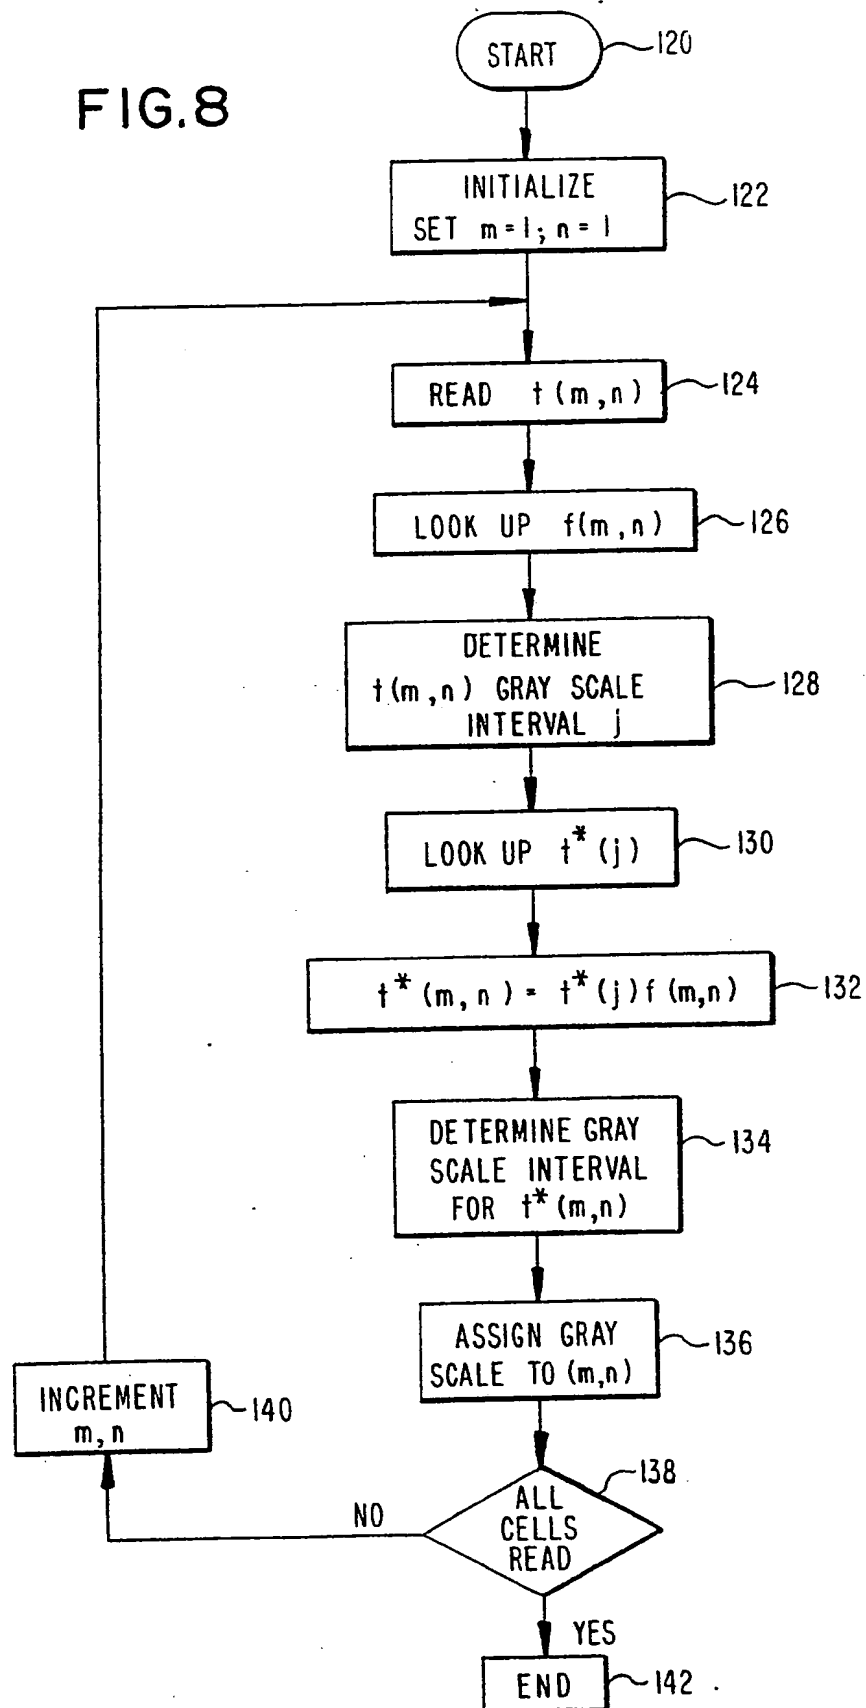 FIG.8
START
120
INITIALIZE
SET m=1; n=1
122
READ t(m,n)
124
LOOK UP f(m,n)
126
DETERMINE
t(m,n) GRAY SCALE
INTERVAL j
128
LOOK UP t*(j)
130
t*(m,n) = t*(j)f(m,n)
132
DETERMINE GRAY
SCALE INTERVAL
FOR t*(m,n)
134
ASSIGN GRAY
SCALE TO (m,n)
136
INCREMENT
m,n
140
ALL
CELLS
READ
138
NO
YES
END
142